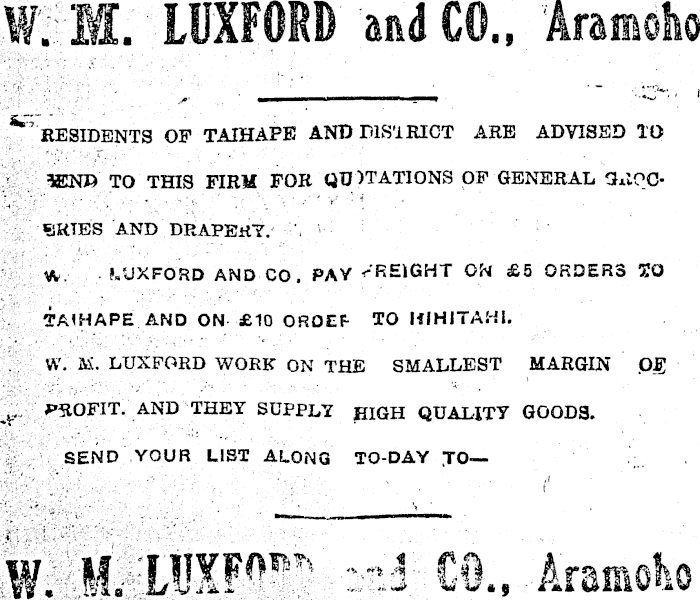 W. M. LUXFORD and CO., Aramoho
RESIDENTS OF TAIHAPE AND DISTRICT ARE ADVISED TO
SEND TO THIS FIRM FOR QUOTATIONS OF GENERAL GROC-
ERIES AND DRAPERY.
W. LUXFORD AND CO, PAY FREIGHT ON £5 ORDERS TO
TAIHAPE AND ON £10 ORDER TO HIHITAHI.
W. M. LUXFORD WORK ON THE SMALLEST MARGIN OF
PROFIT. AND THEY SUPPLY HIGH QUALITY GOODS.
SEND YOUR LIST ALONG TO-DAY TO—
W. M. LUXFORD and CO., Aramoho